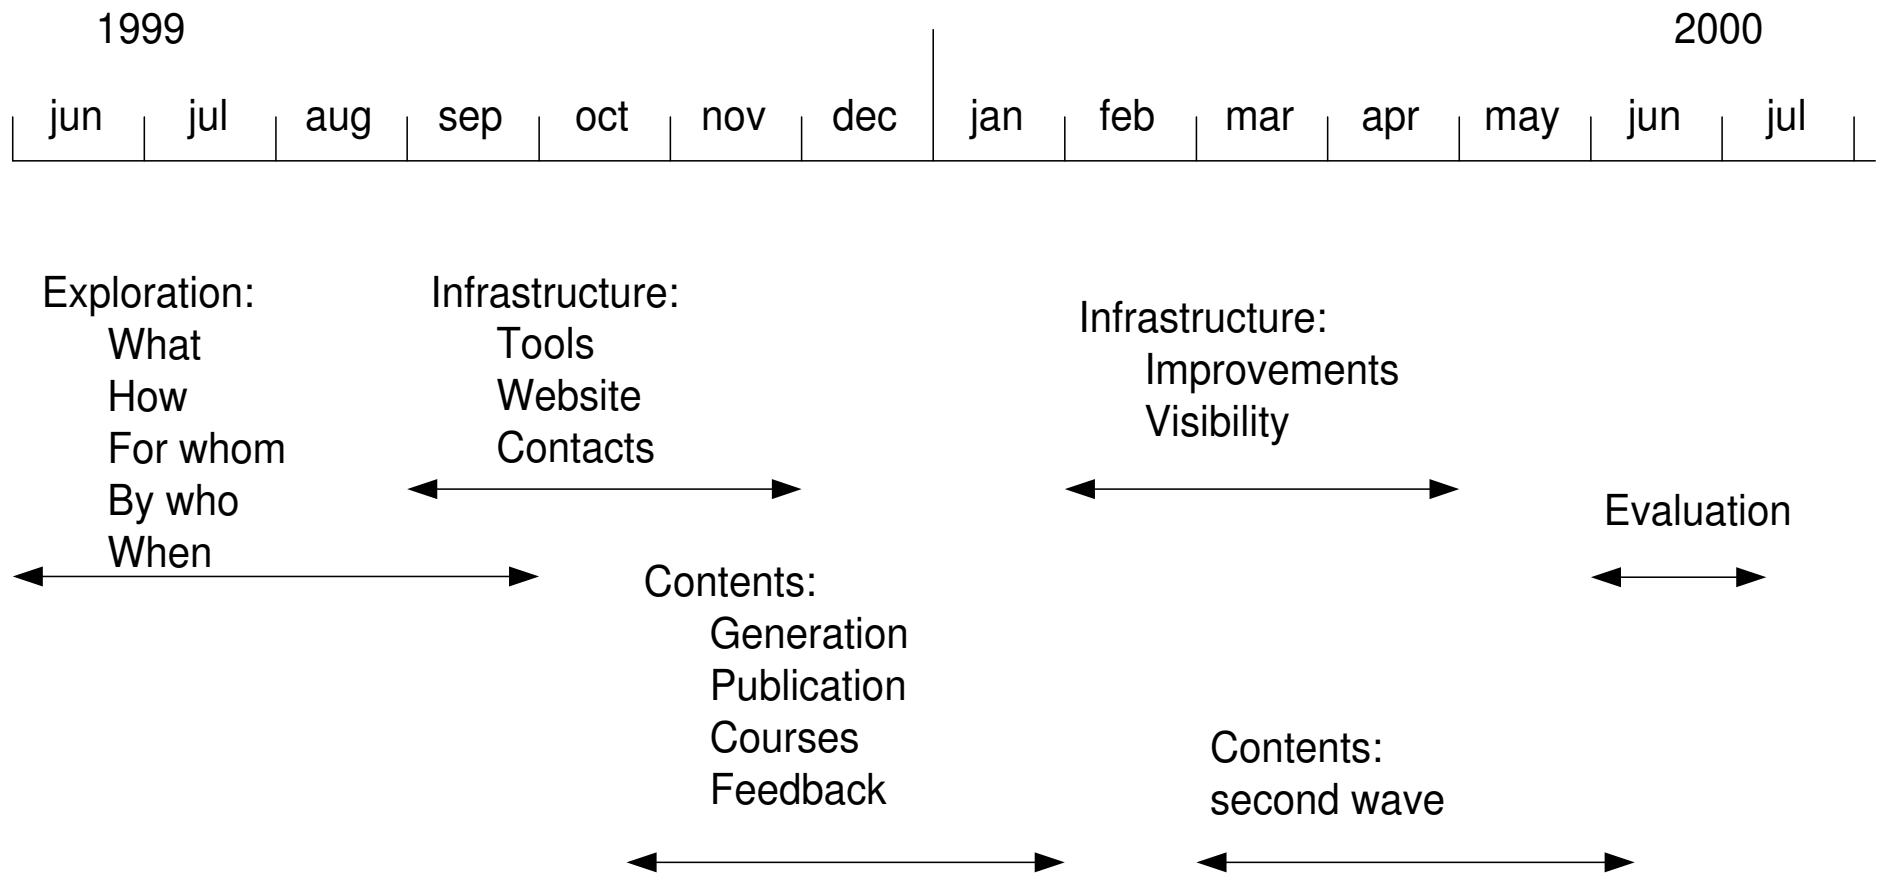 1999 2000
jun jul aug sep oct nov dec jan feb mar apr may jun jul
Exploration:
What
How
For whom
By who
When
Infrastructure:
Tools
Website
Contacts
Contents:
Generation
Publication
Courses
Feedback
Infrastructure:
Improvements
Visibility
Contents:
second wave
Evaluation